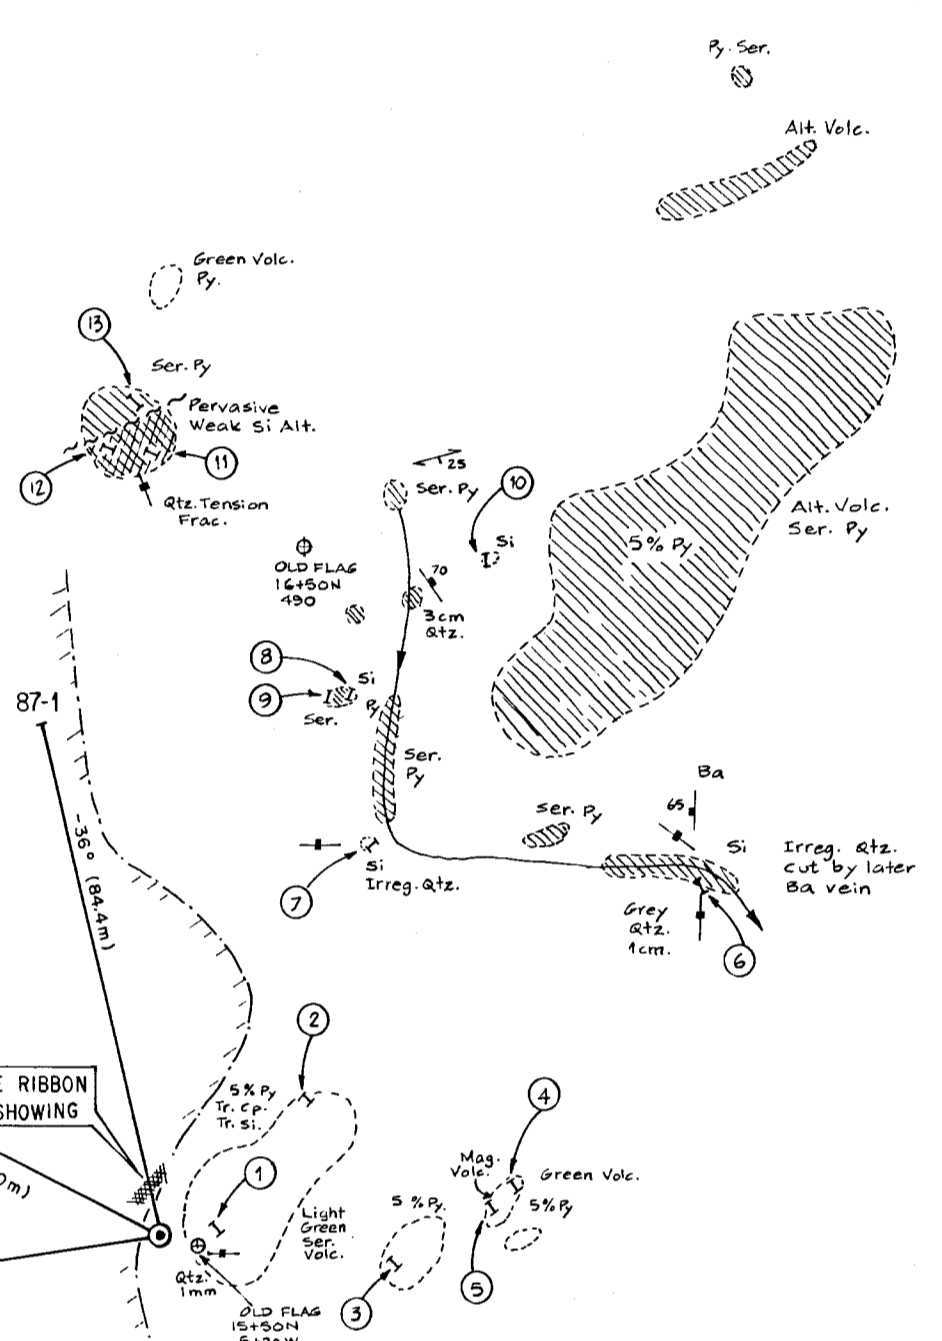 Py. Ser.
Alt. Volc.
Green Volc.
Py.
13
Ser. Py
Pervasive
Weak Si Alt.
12
11
Qtz. Tension
Frac.
25
Ser. Py
10
Si
OLD FLAG
16+50N
490
70
3cm
Qtz.
5% Py
Alt. Volc.
Ser. Py
8
Si
9
Ser.
Py
87-1
Ser.
Py
-36° (84.4m)
Ba
65
Ser. Py
Si
Irreg. Qtz.
cut by later
Ba vein
7
Si
Irreg. Qtz.
Grey
Qtz.
1cm.
6
2
E RIBBON
SHOWING
5% Py
Tr. Cp.
Tr. Si.
4
Mag.
Volc.
Green Volc.
1
5% Py.
5% Py
0m)
Light
Green
Ser.
Volc.
Qtz.
1mm
3
5
OLD FLAG
15+50N